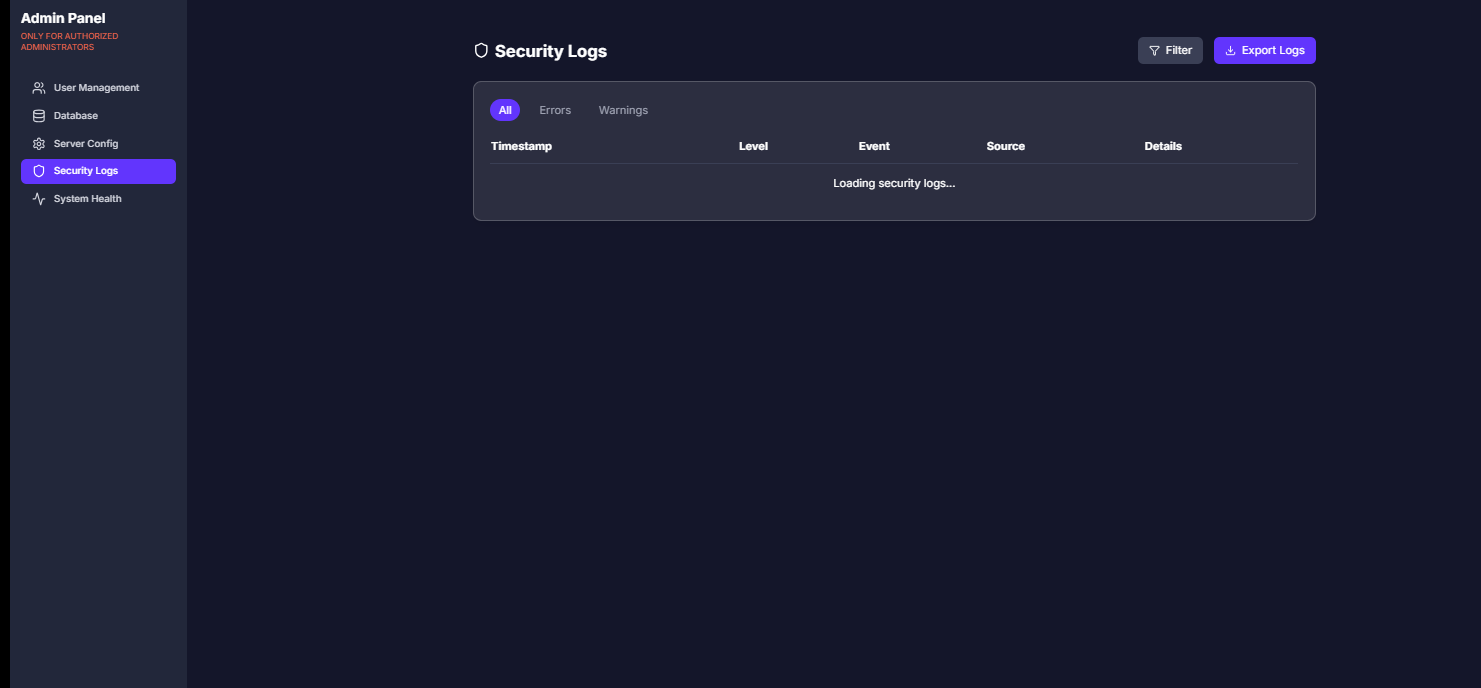 Admin Panel
ONLY FOR AUTHORIZED
ADMINISTRATORS
User Management
Database
Server Config
Security Logs
System Health
Security Logs
Filter
Export Logs
All Errors Warnings
Timestamp Level Event Source Details
Loading security logs...